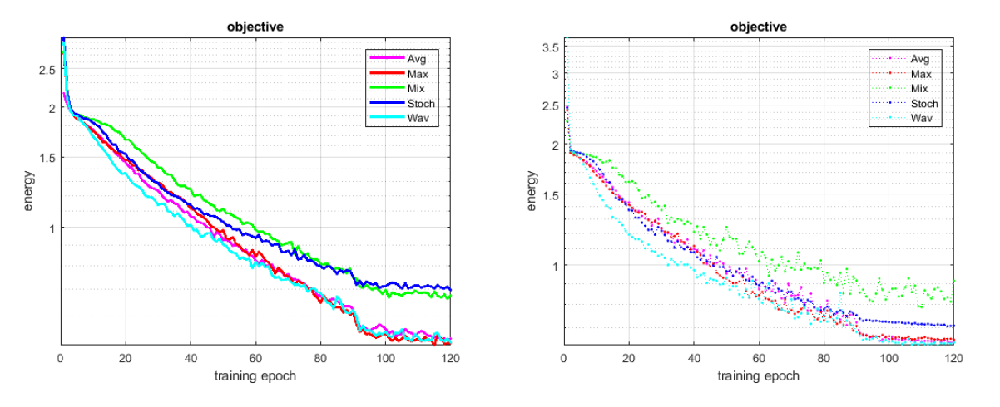 objective
energy
2.5
2
1.5
1
0 20 40 60 80 100 120
training epoch
Avg
Max
Mix
Stoch
Wav
objective
energy
3.5
3
2.5
2
1.5
1
0 20 40 60 80 100 120
training epoch
Avg
Max
Mix
Stoch
Wav